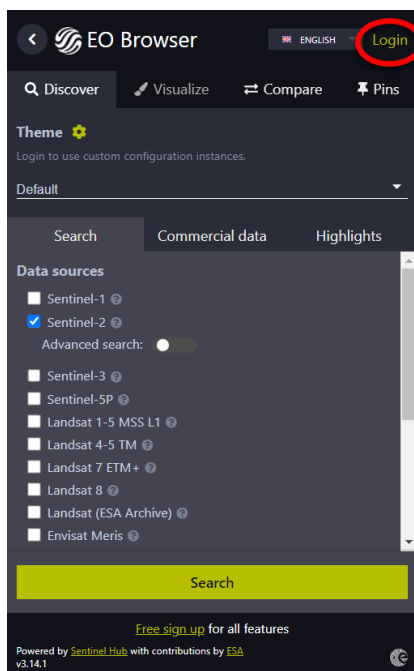 EO Browser ENGLISH Login
Discover Visualize Compare Pins
Theme
Login to use custom configuration instances.
Default
Search Commercial data Highlights
Data sources
Sentinel-1
Sentinel-2
Advanced search:
Sentinel-3
Sentinel-5P
Landsat 1-5 MSS L1
Landsat 4-5 TM
Landsat 7 ETM+
Landsat 8
Landsat (ESA Archive)
Envisat Meris
Search
Free sign up for all features
Powered by Sentinel Hub with contributions by ESA
v3.14.1